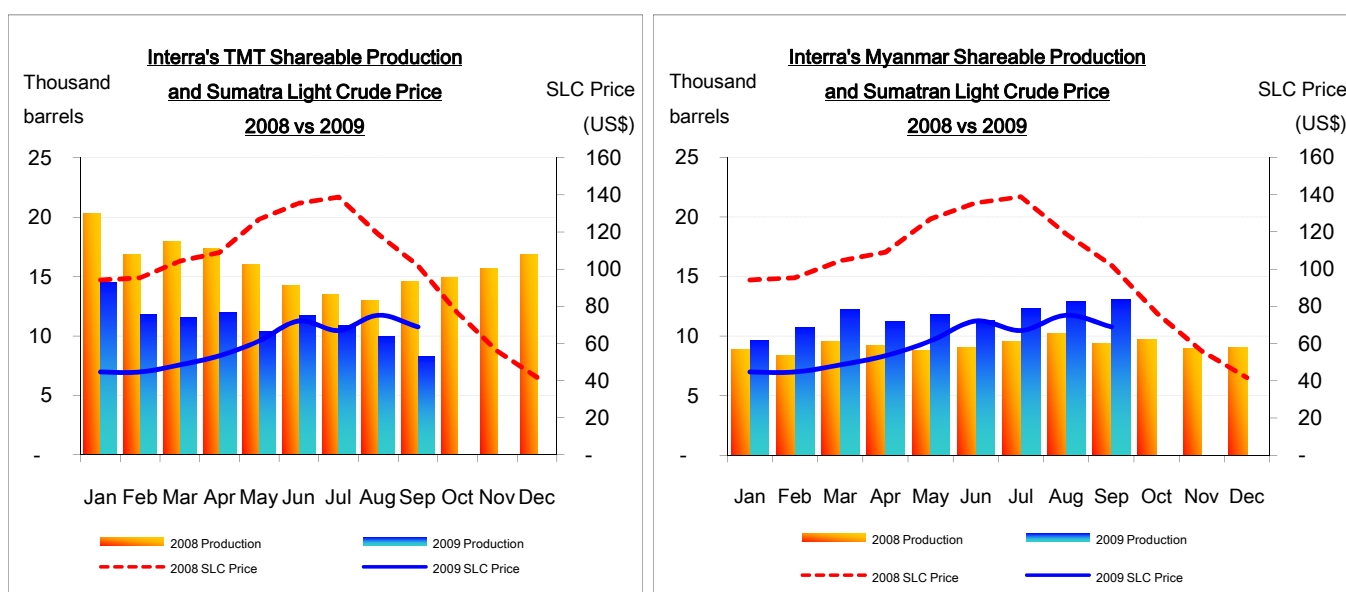 Interra's TMT Shareable Production
and Sumatra Light Crude Price
2008 vs 2009
Thousand
barrels
SLC Price
(US$)
25
20
15
10
5
-
160
140
120
100
80
60
40
20
-
Jan Feb Mar Apr May Jun Jul Aug Sep Oct Nov Dec
2008 Production
2009 Production
2008 SLC Price
2009 SLC Price
Interra's Myanmar Shareable Production
and Sumatran Light Crude Price
2008 vs 2009
Thousand
barrels
SLC Price
(US$)
25
20
15
10
5
-
160
140
120
100
80
60
40
20
-
Jan Feb Mar Apr May Jun Jul Aug Sep Oct Nov Dec
2008 Production
2009 Production
2008 SLC Price
2009 SLC Price